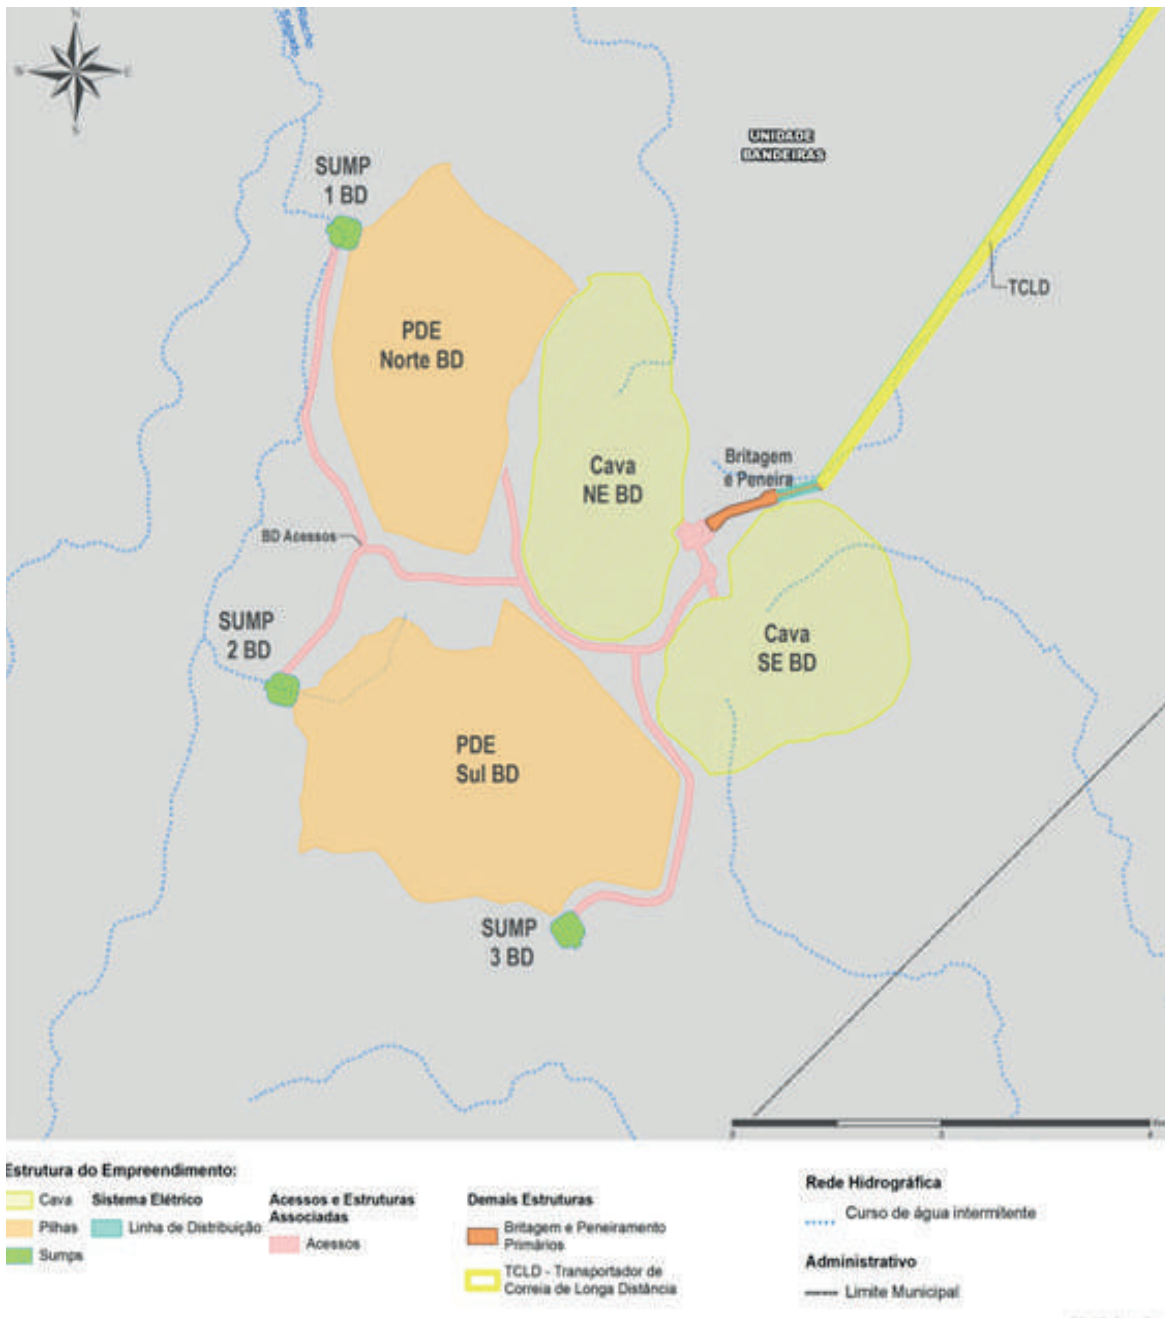 N
W
E
S
Riacho
Salgado
UNIDADE
BANDEIRAS
SUMP
1 BD
TCLD
PDE
Norte BD
Britagem
e Peneira
Cava
NE BD
BD Acessos
SUMP
2 BD
Cava
SE BD
PDE
Sul BD
SUMP
3 BD
Estrutura do Empreendimento:
Cava
Pilhas
Sumps
Sistema Elétrico
Linha de Distribuição
Acessos e Estruturas
Associadas
Acessos
Demais Estruturas
Britagem e Peneiramento
Primários
TCLD - Transportador de
Correia de Longa Distância
Rede Hidrográfica
Curso de água intermitente
Administrativo
Limite Municipal